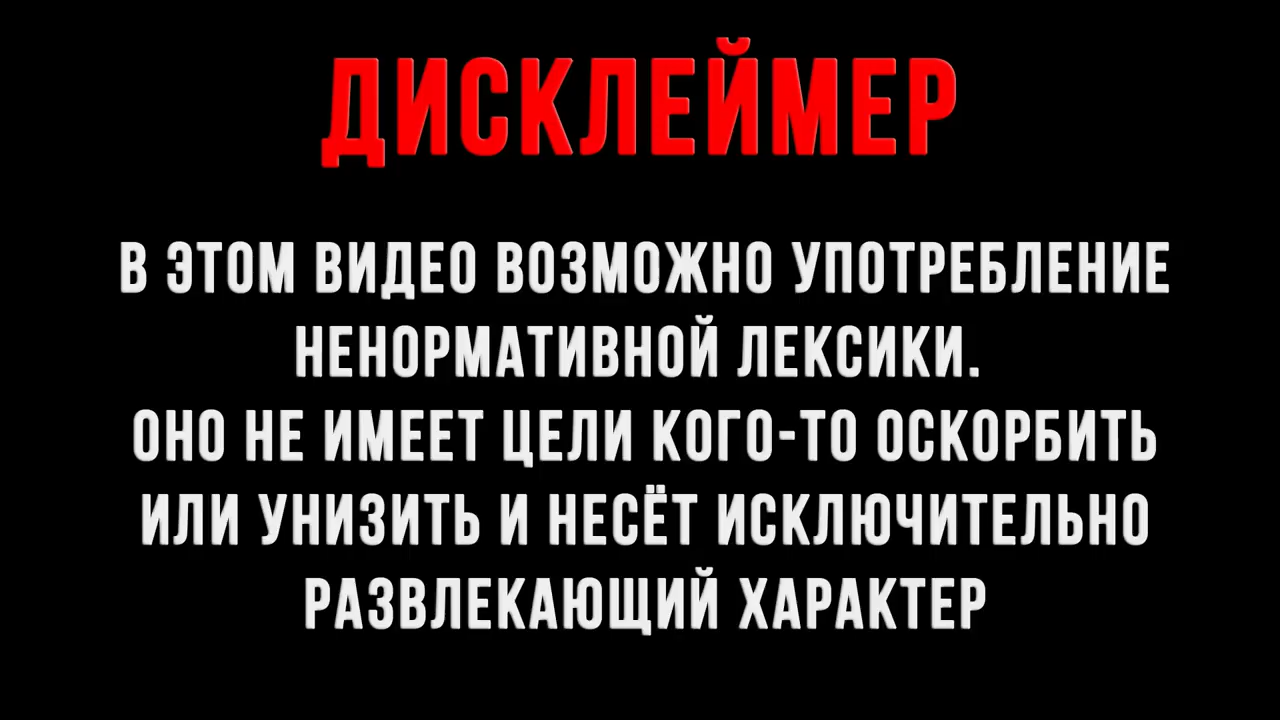 ДИСКЛЕЙМЕР
В ЭТОМ ВИДЕО ВОЗМОЖНО УПОТРЕБЛЕНИЕ
НЕНОРМАТИВНОЙ ЛЕКСИКИ.
ОНО НЕ ИМЕЕТ ЦЕЛИ КОГО-ТО ОСКОРБИТЬ
ИЛИ УНИЗИТЬ И НЕСЁТ ИСКЛЮЧИТЕЛЬНО
РАЗВЛЕКАЮЩИЙ ХАРАКТЕР